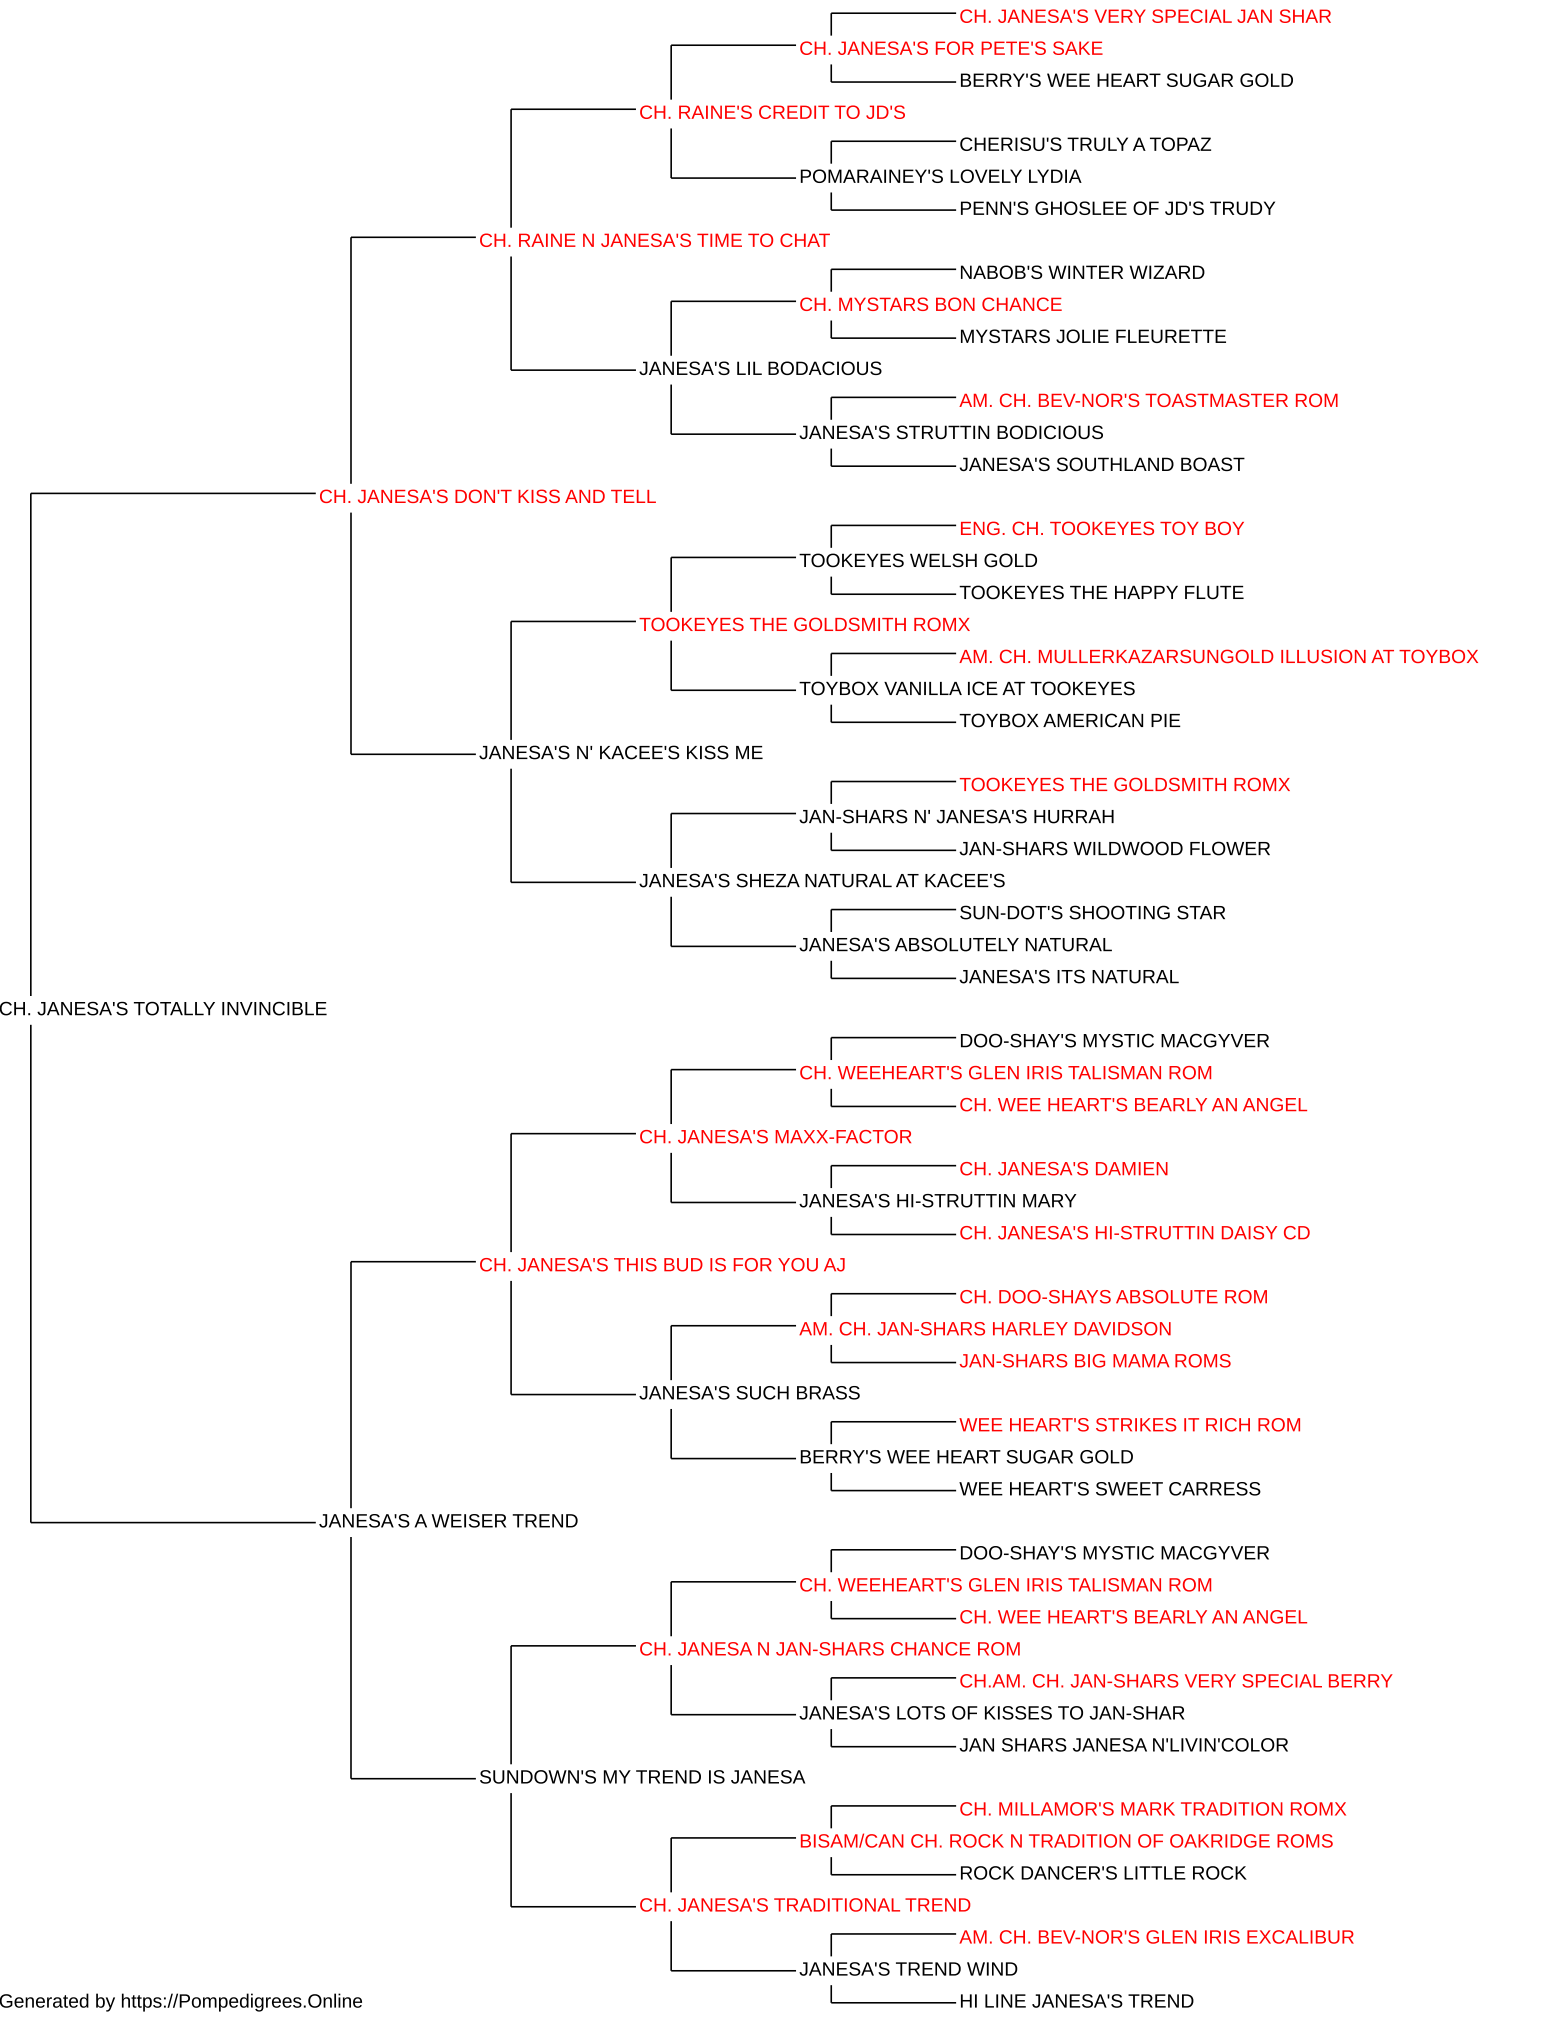 CH. JANESA'S VERY SPECIAL JAN SHAR
CH. JANESA'S FOR PETE'S SAKE
BERRY'S WEE HEART SUGAR GOLD
CH. RAINE'S CREDIT TO JD'S
CHERISU'S TRULY A TOPAZ
POMARAINEY'S LOVELY LYDIA
PENN'S GHOSLEE OF JD'S TRUDY
CH. RAINE N JANESA'S TIME TO CHAT
NABOB'S WINTER WIZARD
CH. MYSTARS BON CHANCE
MYSTARS JOLIE FLEURETTE
JANESA'S LIL BODACIOUS
AM. CH. BEV-NOR'S TOASTMASTER ROM
JANESA'S STRUTTIN BODICIOUS
JANESA'S SOUTHLAND BOAST
CH. JANESA'S DON'T KISS AND TELL
ENG. CH. TOOKEYES TOY BOY
TOOKEYES WELSH GOLD
TOOKEYES THE HAPPY FLUTE
TOOKEYES THE GOLDSMITH ROMX
AM. CH. MULLERKAZARSUNGOLD ILLUSION AT TOYBOX
TOYBOX VANILLA ICE AT TOOKEYES
TOYBOX AMERICAN PIE
JANESA'S N' KACEE'S KISS ME
TOOKEYES THE GOLDSMITH ROMX
JAN-SHARS N' JANESA'S HURRAH
JAN-SHARS WILDWOOD FLOWER
JANESA'S SHEZA NATURAL AT KACEE'S
SUN-DOT'S SHOOTING STAR
JANESA'S ABSOLUTELY NATURAL
JANESA'S ITS NATURAL
CH. JANESA'S TOTALLY INVINCIBLE
DOO-SHAY'S MYSTIC MACGYVER
CH. WEEHEART'S GLEN IRIS TALISMAN ROM
CH. WEE HEART'S BEARLY AN ANGEL
CH. JANESA'S MAXX-FACTOR
CH. JANESA'S DAMIEN
JANESA'S HI-STRUTTIN MARY
CH. JANESA'S HI-STRUTTIN DAISY CD
CH. JANESA'S THIS BUD IS FOR YOU AJ
CH. DOO-SHAYS ABSOLUTE ROM
AM. CH. JAN-SHARS HARLEY DAVIDSON
JAN-SHARS BIG MAMA ROMS
JANESA'S SUCH BRASS
WEE HEART'S STRIKES IT RICH ROM
BERRY'S WEE HEART SUGAR GOLD
WEE HEART'S SWEET CARRESS
JANESA'S A WEISER TREND
DOO-SHAY'S MYSTIC MACGYVER
CH. WEEHEART'S GLEN IRIS TALISMAN ROM
CH. WEE HEART'S BEARLY AN ANGEL
CH. JANESA N JAN-SHARS CHANCE ROM
CH.AM. CH. JAN-SHARS VERY SPECIAL BERRY
JANESA'S LOTS OF KISSES TO JAN-SHAR
JAN SHARS JANESA N'LIVIN'COLOR
SUNDOWN'S MY TREND IS JANESA
CH. MILLAMOR'S MARK TRADITION ROMX
BISAM/CAN CH. ROCK N TRADITION OF OAKRIDGE ROMS
ROCK DANCER'S LITTLE ROCK
CH. JANESA'S TRADITIONAL TREND
AM. CH. BEV-NOR'S GLEN IRIS EXCALIBUR
JANESA'S TREND WIND
HI LINE JANESA'S TREND
Generated by https://Pompedigrees.Online